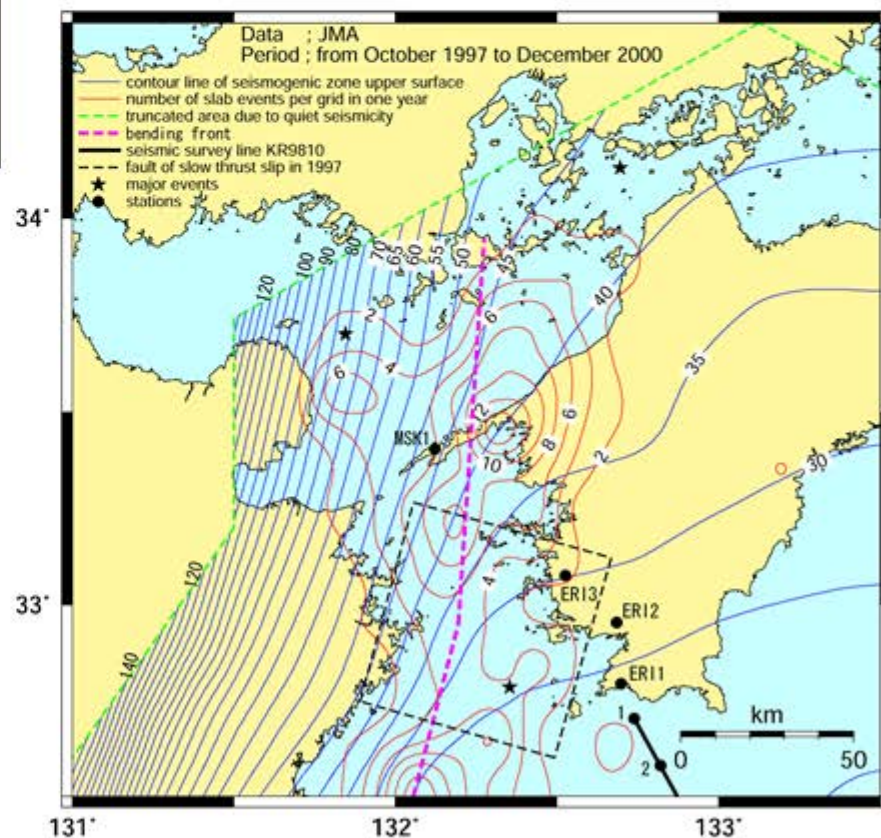 Data ; JMA
Period ; from October 1997 to December 2000
contour line of seismogenic zone upper surface
number of slab events per grid in one year
truncated area due to quiet seismicity
bending front
seismic survey line KR9810
fault of slow thrust slip in 1997
major events
stations
34°
120 100 90 80 70 65 60 55 50 45
40
2
6
4
6
35
12
6
MSK1
8
2
10
30
120
4
33°
ERI3
ERI2
140
ERI1
1
2
km
0 50
131° 132° 133°